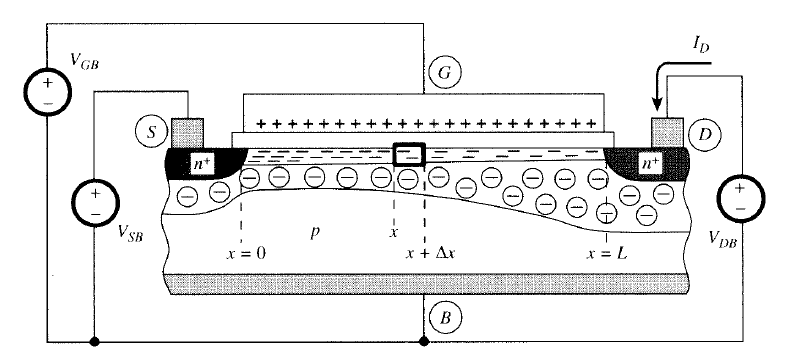 V_GB
G
I_D
+
−
S
+ + + + + + + + + + + + + + + + + + + +
D
n⁺
n⁺
+
−
V_SB
+
−
V_DB
p
x
x = 0
x + Δx
x = L
B